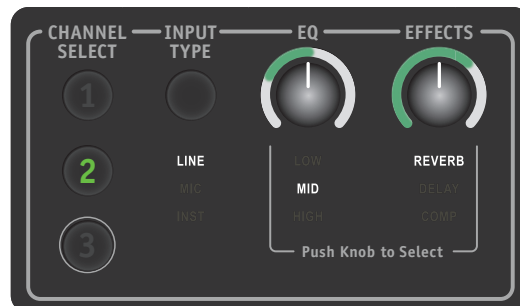 CHANNEL SELECT
INPUT TYPE
EQ
EFFECTS
1
2
3
LINE
MIC
INST
LOW
MID
HIGH
REVERB
DELAY
COMP
Push Knob to Select